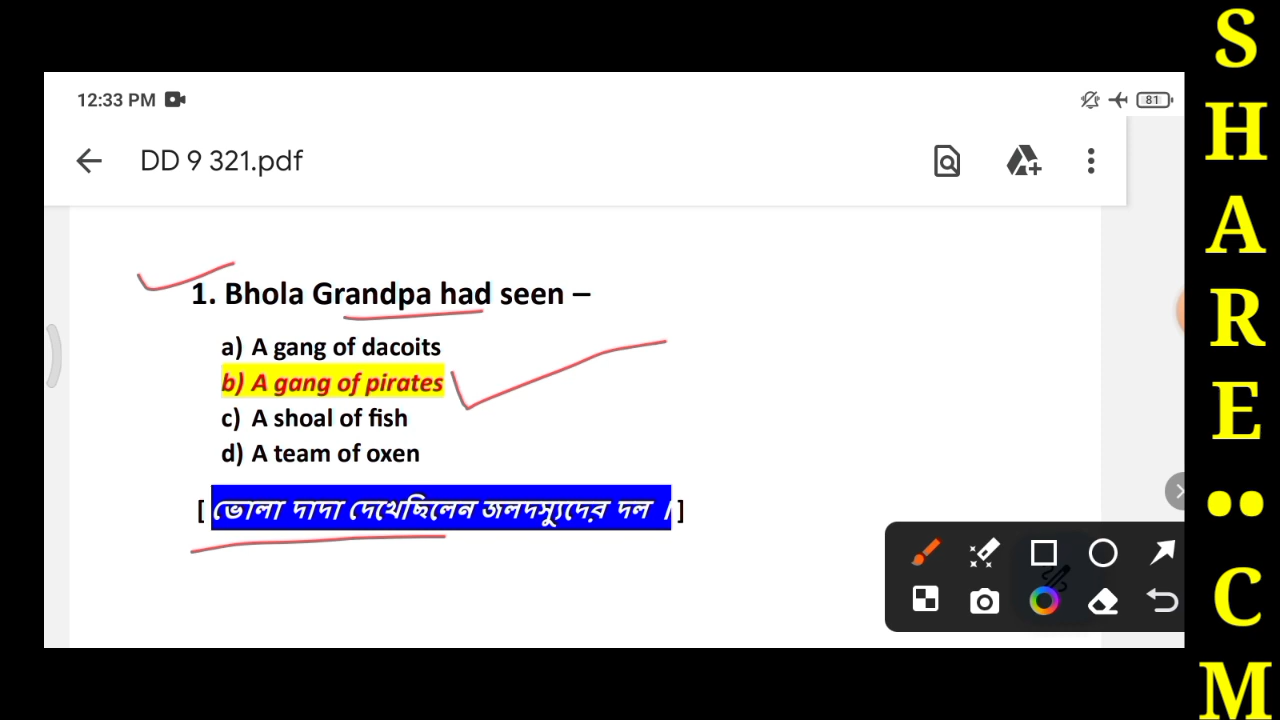 12:33 PM
81
DD 9 321.pdf
1. Bhola Grandpa had seen –
a) A gang of dacoits
b) A gang of pirates
c) A shoal of fish
d) A team of oxen
[ ভোলা দাদা দেখেছিলেন জলদস্যুদের দল । ]
S
H
A
R
E
••
C
M